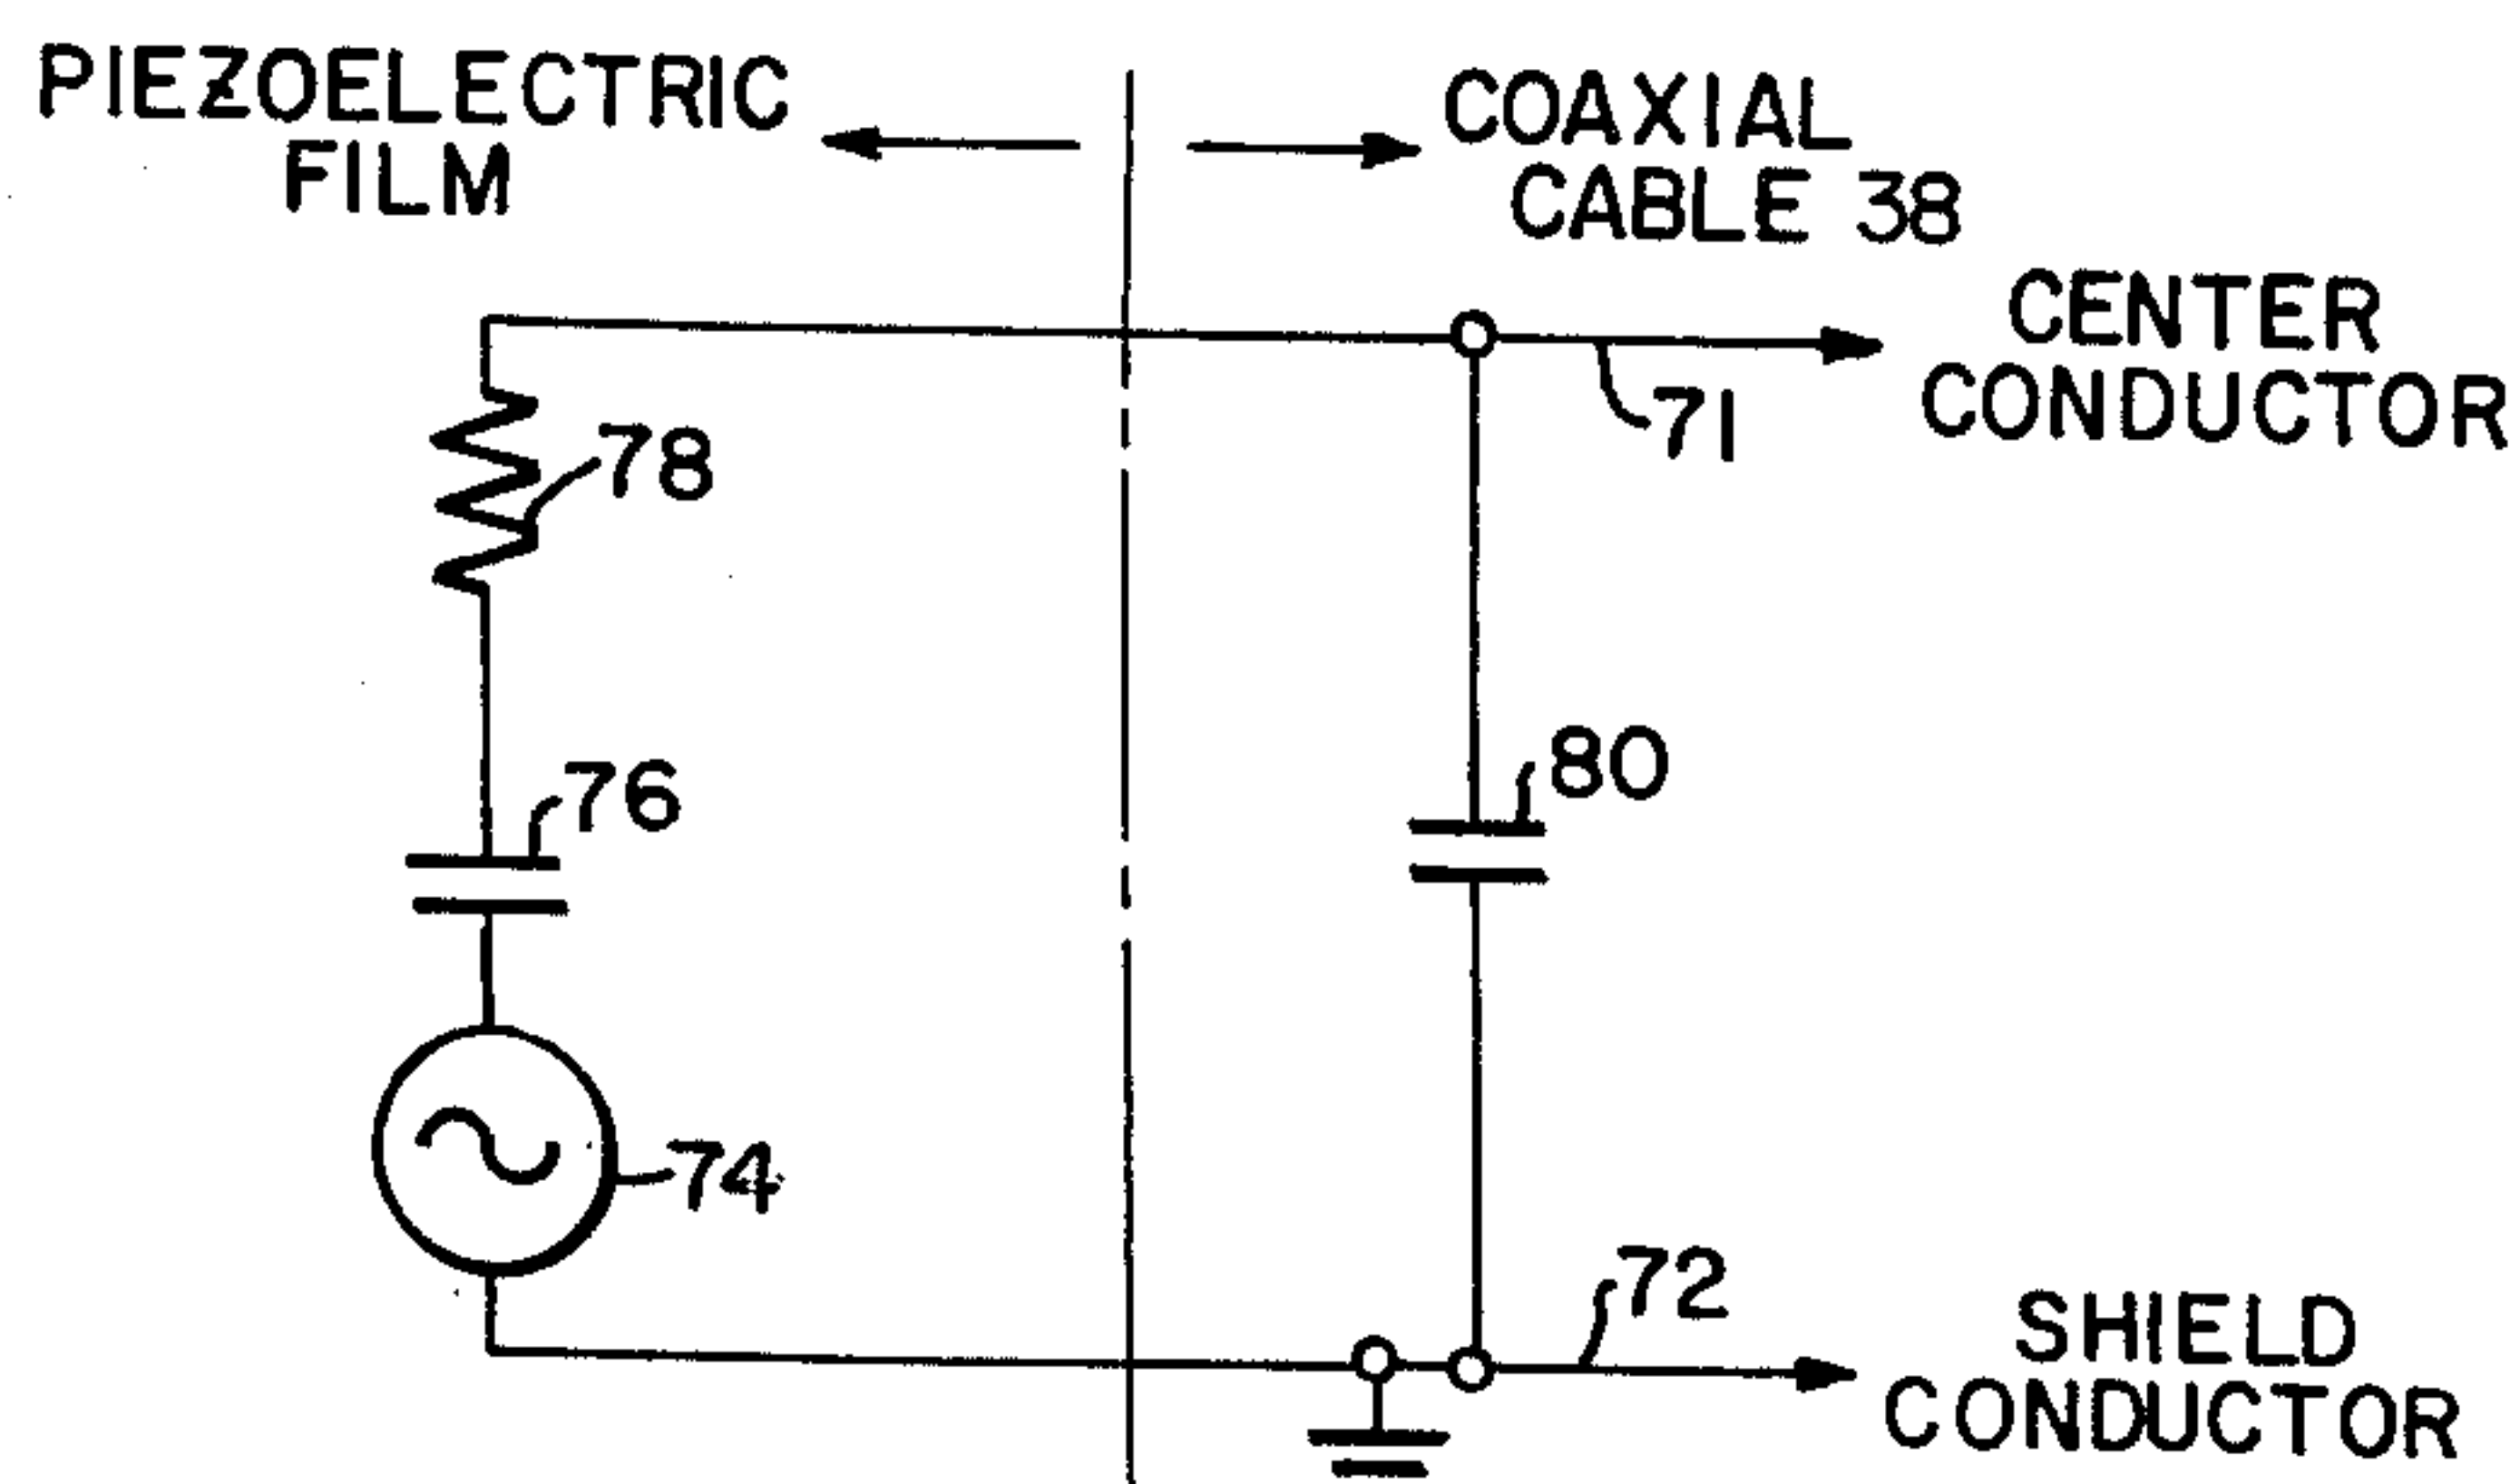 PIEZOELECTRIC
FILM
COAXIAL
CABLE 38
CENTER
CONDUCTOR
71
78
76
80
74
72
SHIELD
CONDUCTOR